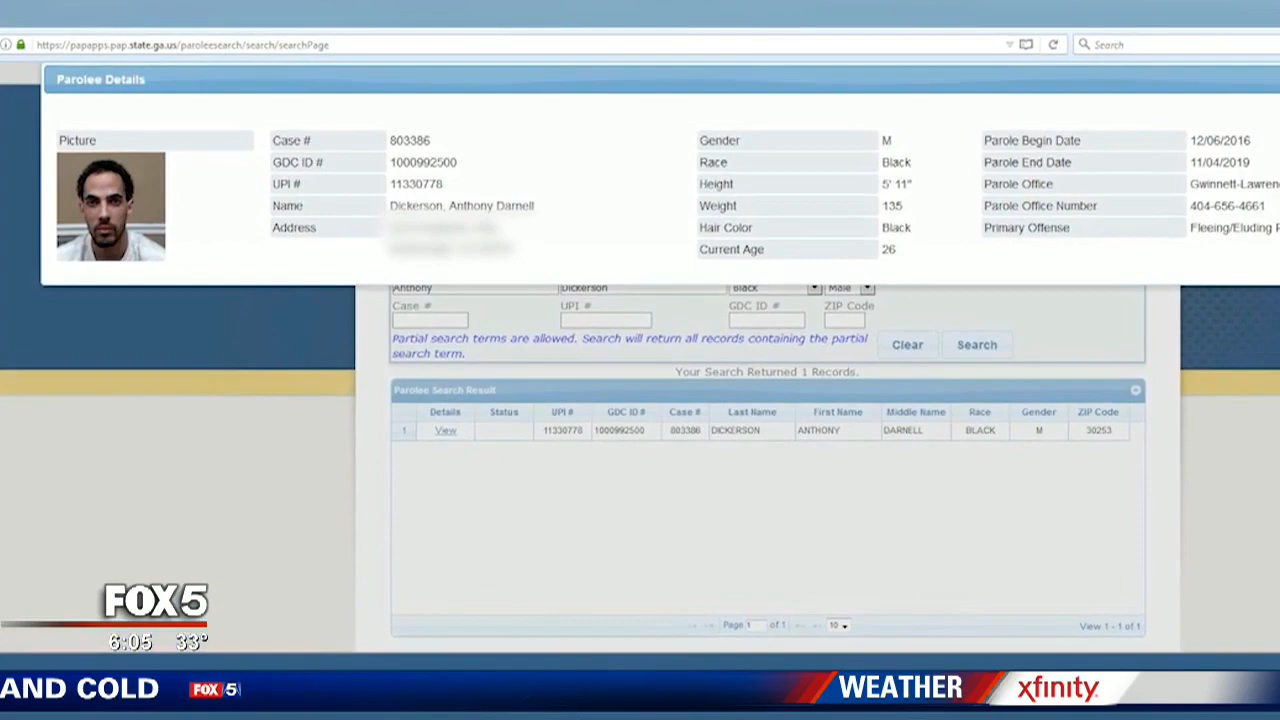 https://papapps.pap.state.ga.us/paroleesearch/search/searchPage
Search
Parolee Details
Picture
Case # 803386
GDC ID # 1000992500
UPI # 11330778
Name Dickerson, Anthony Darnell
Address
Gender M
Race Black
Height 5' 11"
Weight 135
Hair Color Black
Current Age 26
Parole Begin Date 12/06/2016
Parole End Date 11/04/2019
Parole Office Gwinnett-Lawren
Parole Office Number 404-656-4661
Primary Offense Fleeing/Eluding
Anthony Dickerson Black Male
Case # UPI # GDC ID # ZIP Code
Partial search terms are allowed. Search will return all records containing the partial
search term.
Clear Search
Your Search Returned 1 Records.
Parolee Search Result
Details Status UPI # GDC ID # Case # Last Name First Name Middle Name Race Gender ZIP Code
1 View 11330778 1000992500 803386 DICKERSON ANTHONY DARNELL BLACK M 30253
Page 1 of 1 10
View 1 - 1 of 1
FOX 5
6:05 33°
AND COLD FOX 5 WEATHER xfinity